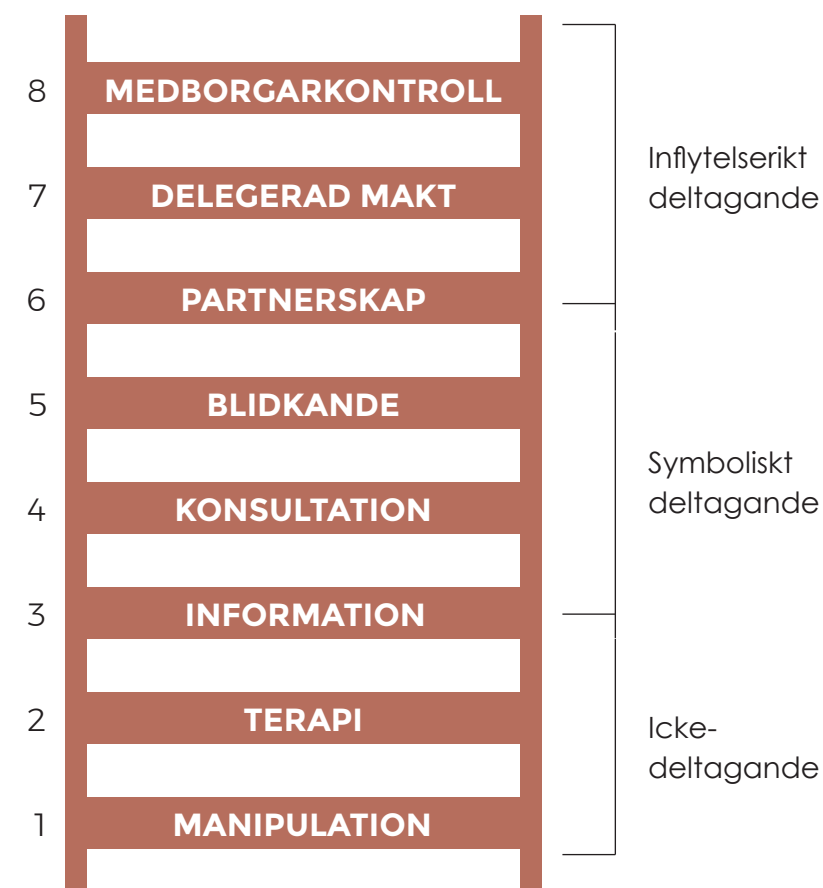 8 MEDBORGARKONTROLL
7 DELEGERAD MAKT
6 PARTNERSKAP
5 BLIDKANDE
4 KONSULTATION
3 INFORMATION
2 TERAPI
1 MANIPULATION
Inflytelserikt
deltagande
Symboliskt
deltagande
Icke-
deltagande